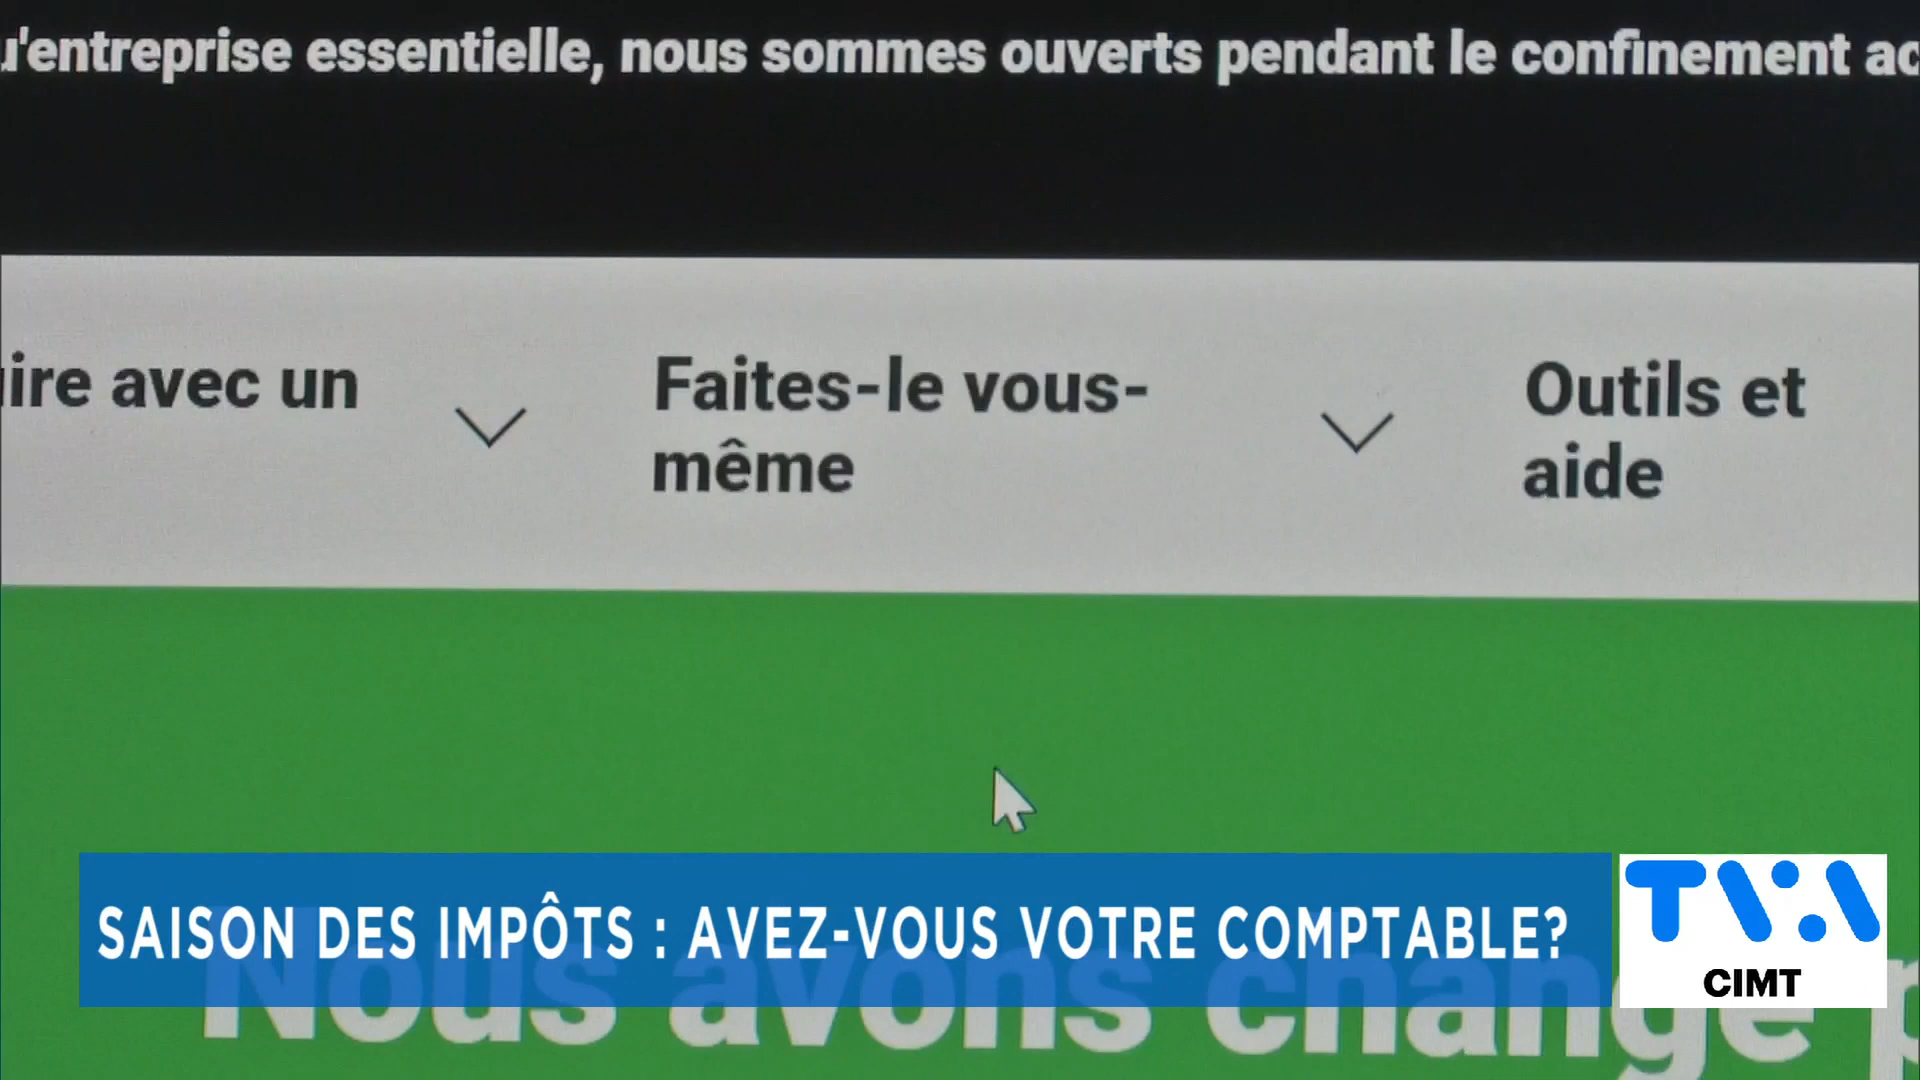 u'entreprise essentielle, nous sommes ouverts pendant le confinement ac
ire avec un
Faites-le vous-
même
Outils et
aide
SAISON DES IMPÔTS : AVEZ-VOUS VOTRE COMPTABLE?
TVA
CIMT
Nous avons changé p